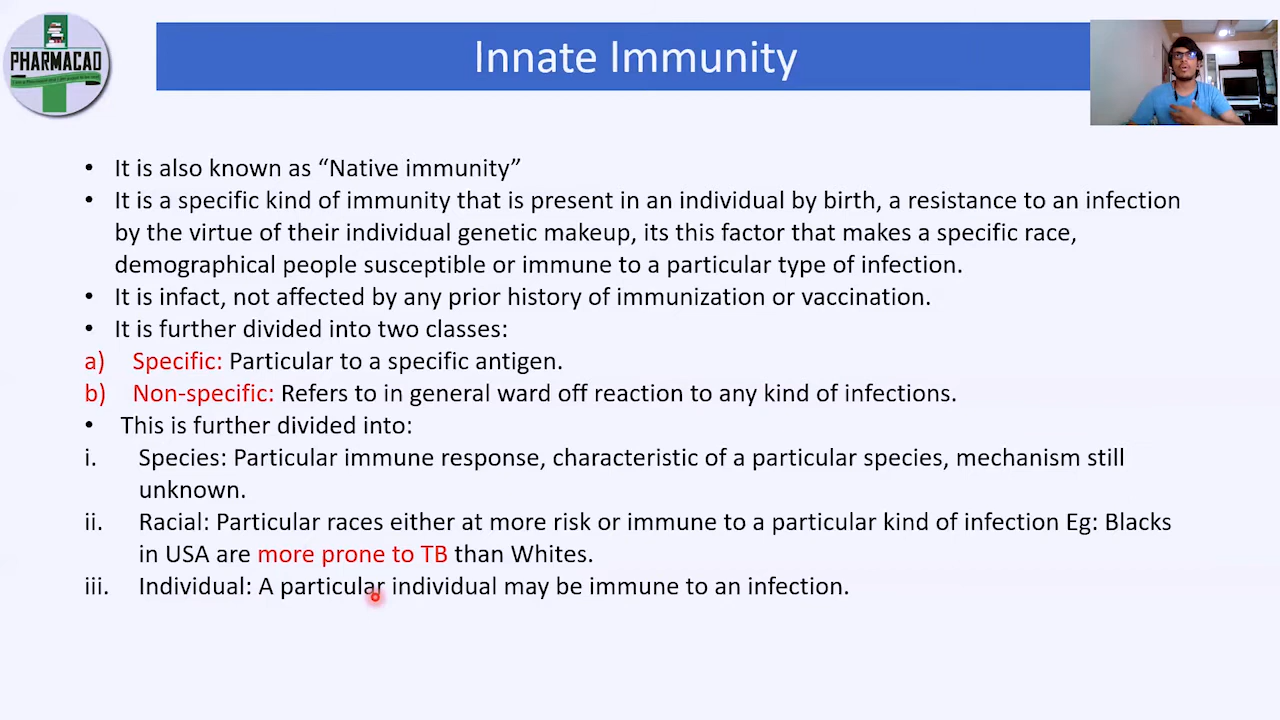 PHARMACAD
Innate Immunity
• It is also known as “Native immunity”
• It is a specific kind of immunity that is present in an individual by birth, a resistance to an infection
by the virtue of their individual genetic makeup, its this factor that makes a specific race,
demographical people susceptible or immune to a particular type of infection.
• It is infact, not affected by any prior history of immunization or vaccination.
• It is further divided into two classes:
a) Specific: Particular to a specific antigen.
b) Non-specific: Refers to in general ward off reaction to any kind of infections.
• This is further divided into:
i. Species: Particular immune response, characteristic of a particular species, mechanism still
unknown.
ii. Racial: Particular races either at more risk or immune to a particular kind of infection Eg: Blacks
in USA are more prone to TB than Whites.
iii. Individual: A particular individual may be immune to an infection.